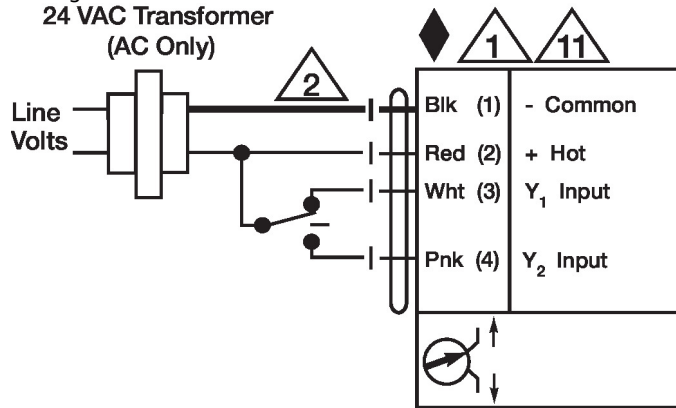 24 VAC Transformer
(AC Only)
1
11
2
Line
Volts
Blk (1) - Common
Red (2) + Hot
Wht (3) Y1 Input
Pnk (4) Y2 Input